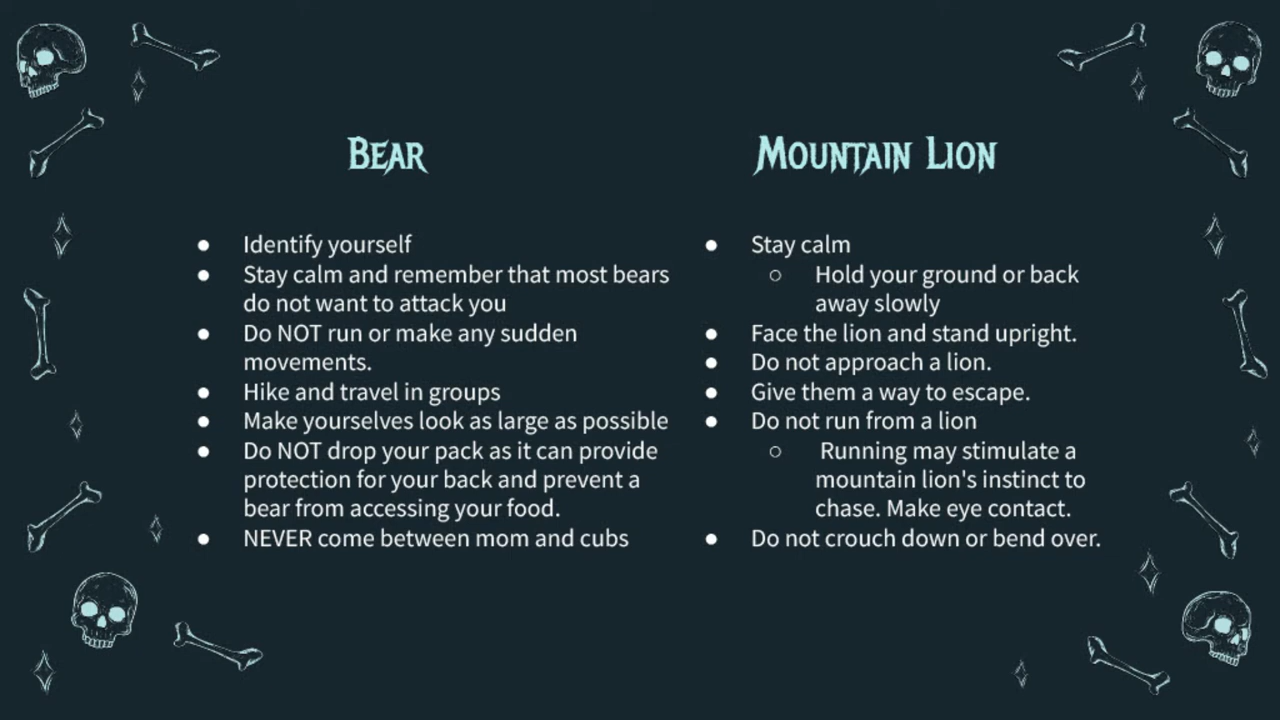 Bear
● Identify yourself
● Stay calm and remember that most bears
do not want to attack you
● Do NOT run or make any sudden
movements.
● Hike and travel in groups
● Make yourselves look as large as possible
● Do NOT drop your pack as it can provide
protection for your back and prevent a
bear from accessing your food.
● NEVER come between mom and cubs
Mountain Lion
● Stay calm
○ Hold your ground or back
away slowly
● Face the lion and stand upright.
● Do not approach a lion.
● Give them a way to escape.
● Do not run from a lion
○ Running may stimulate a
mountain lion's instinct to
chase. Make eye contact.
● Do not crouch down or bend over.